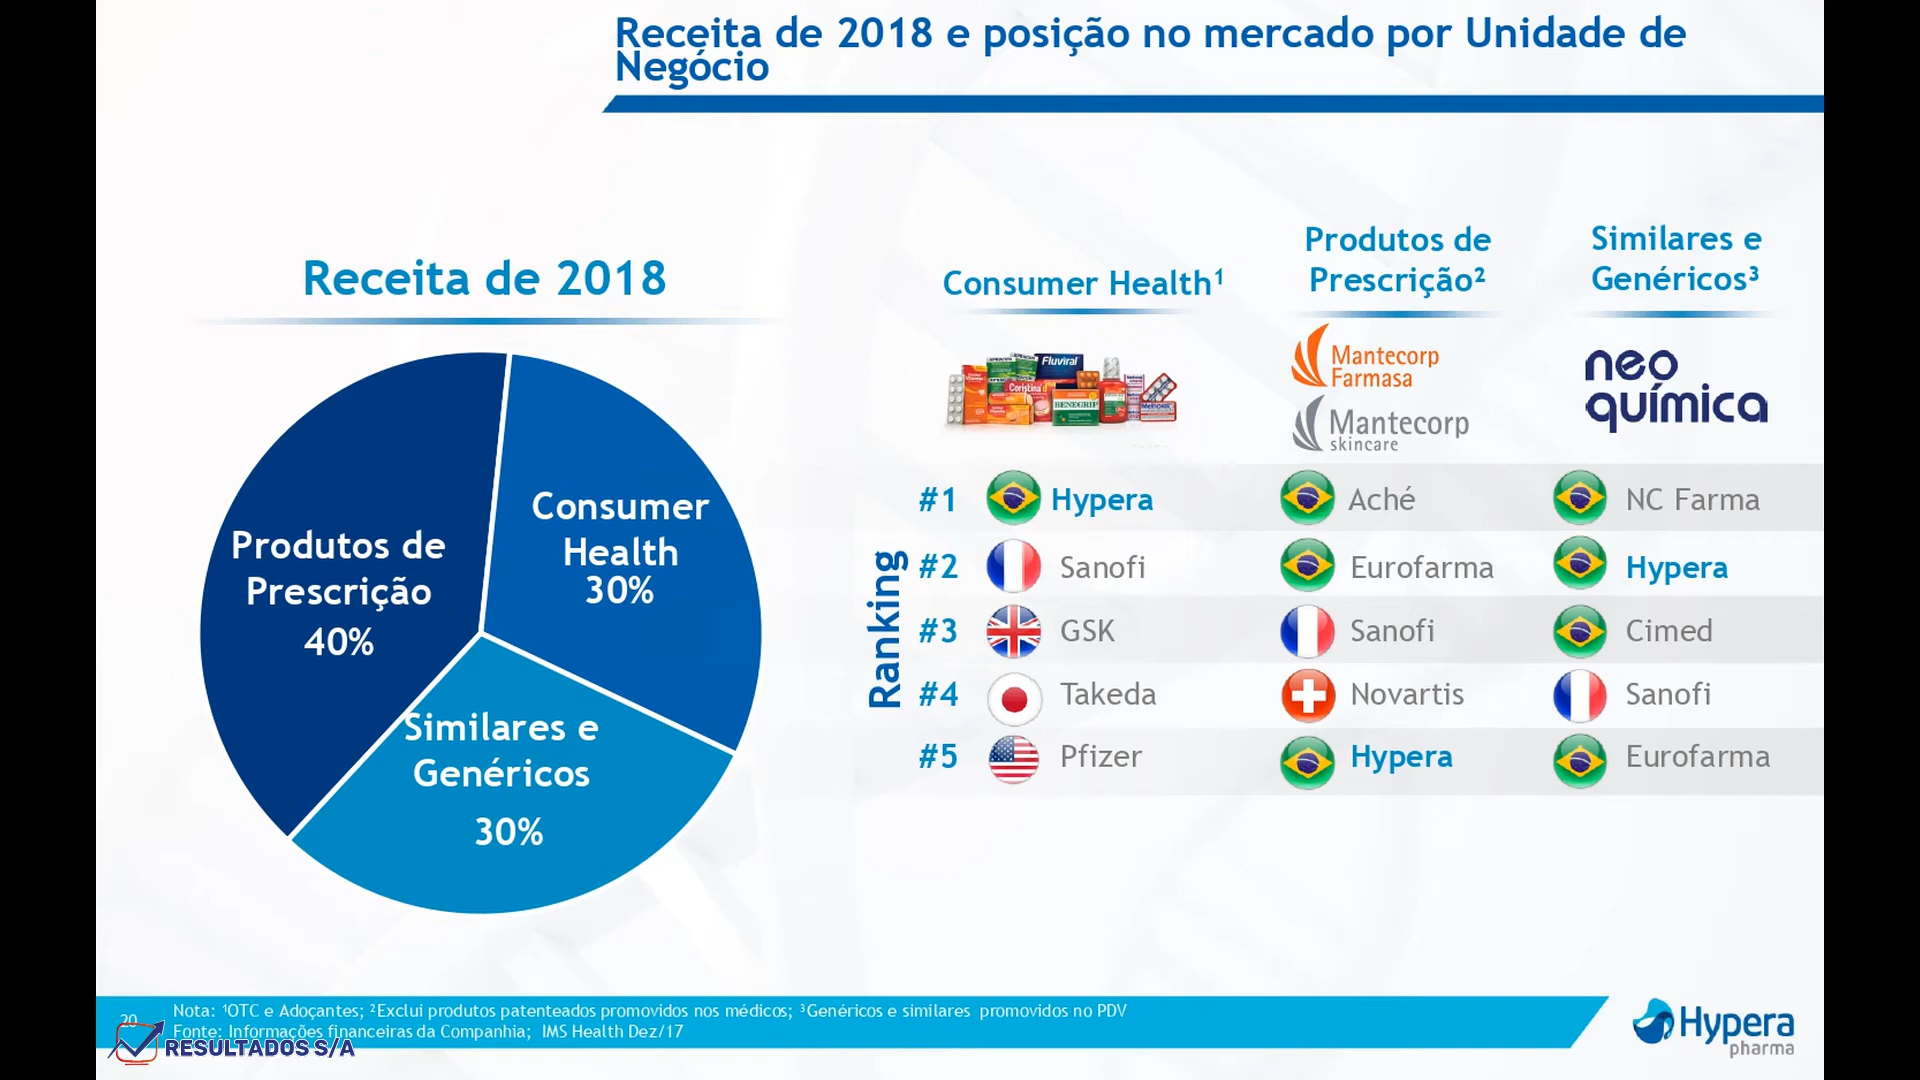 Receita de 2018 e posição no mercado por Unidade de
Negócio
Receita de 2018
Produtos de
Prescrição
40%
Consumer
Health
30%
Similares e
Genéricos
30%
Consumer Health¹
Produtos de
Prescrição²
Similares e
Genéricos³
Fluviral
Coristina d
BENEGRIP
Mantecorp
Farmasa
Mantecorp
skincare
neo
química
Ranking
#1 Hypera Aché NC Farma
#2 Sanofi Eurofarma Hypera
#3 GSK Sanofi Cimed
#4 Takeda Novartis Sanofi
#5 Pfizer Hypera Eurofarma
20
Nota: ¹OTC e Adoçantes; ²Exclui produtos patenteados promovidos nos médicos; ³Genéricos e similares promovidos no PDV
Fonte: Informações financeiras da Companhia; IMS Health Dez/17
RESULTADOS S/A
Hypera
pharma